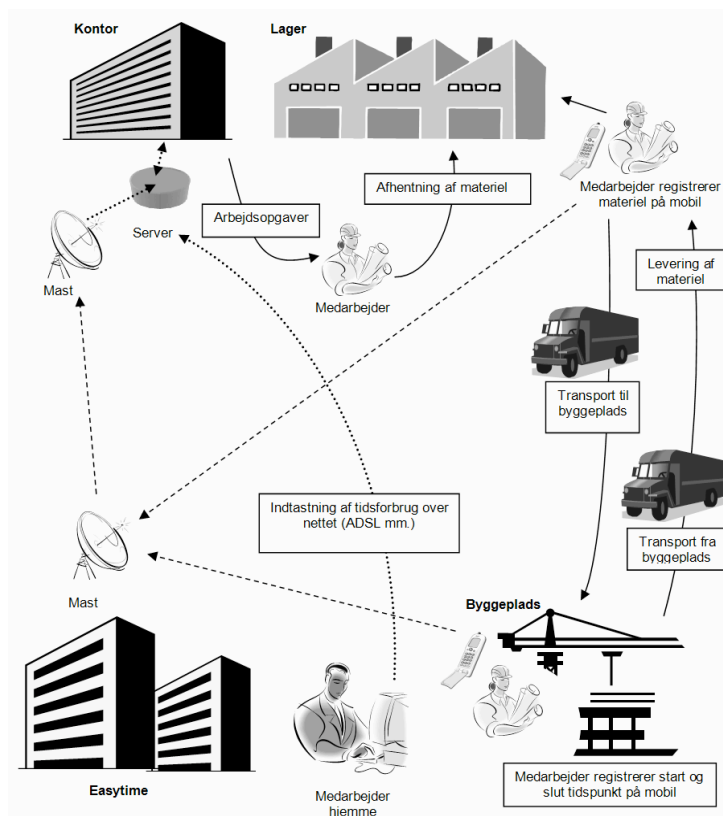 Kontor
Lager
Afhentning af materiel
Medarbejder registrerer
materiel på mobil
Arbejdsopgaver
Server
Mast
Medarbejder
Levering af
materiel
Transport til
byggeplads
Transport fra
byggeplads
Indtastning af tidsforbrug over
nettet (ADSL mm.)
Mast
Byggeplads
Easytime
Medarbejder
hjemme
Medarbejder registrerer start og
slut tidspunkt på mobil